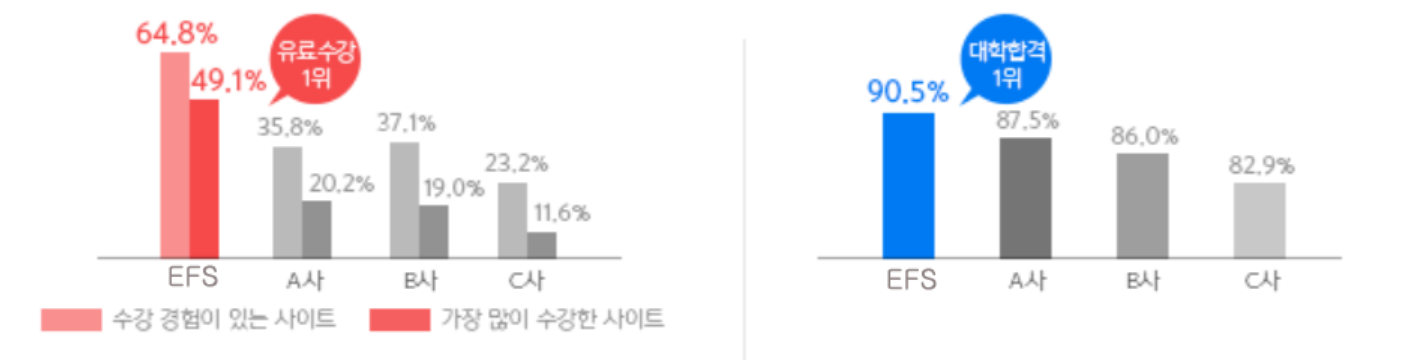 64.8%
49.1%
유료수강
1위
35.8%
20.2%
37.1%
19.0%
23.2%
11.6%
EFS
A사
B사
C사
수강 경험이 있는 사이트
가장 많이 수강한 사이트
90.5%
대학합격
1위
87.5%
86.0%
82.9%
EFS
A사
B사
C사